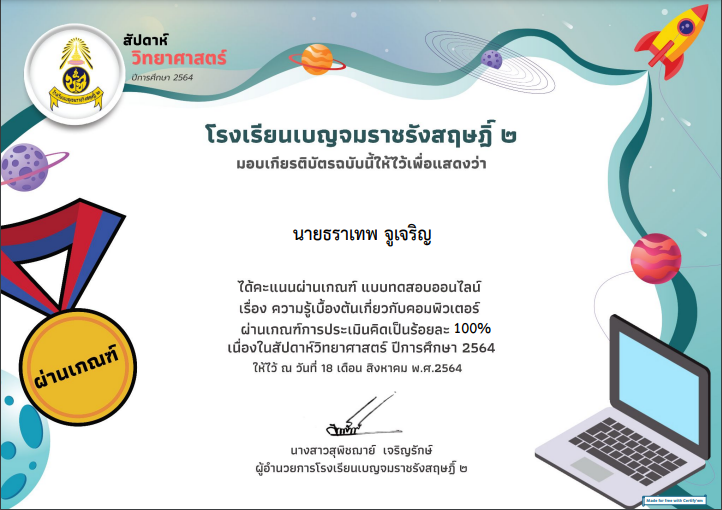 สัปดาห์
วิทยาศาสตร์
ปีการศึกษา 2564
โรงเรียนเบญจมราชรังสฤษฎิ์ ๒
มอบเกียรติบัตรฉบับนี้ให้ไว้เพื่อแสดงว่า
นายธราเทพ จูเจริญ
ได้คะแนนผ่านเกณฑ์ แบบทดสอบออนไลน์
เรื่อง ความรู้เบื้องต้นเกี่ยวกับคอมพิวเตอร์
ผ่านเกณฑ์การประเมินคิดเป็นร้อยละ 100%
เนื่องในสัปดาห์วิทยาศาสตร์ ปีการศึกษา 2564
ให้ไว้ ณ วันที่ 18 เดือน สิงหาคม พ.ศ.2564
ผ่านเกณฑ์
นางสาวสุพิชฌาย์ เจริญรักษ์
ผู้อำนวยการโรงเรียนเบญจมราชรังสฤษฎิ์ ๒
Made for free with Certify'em